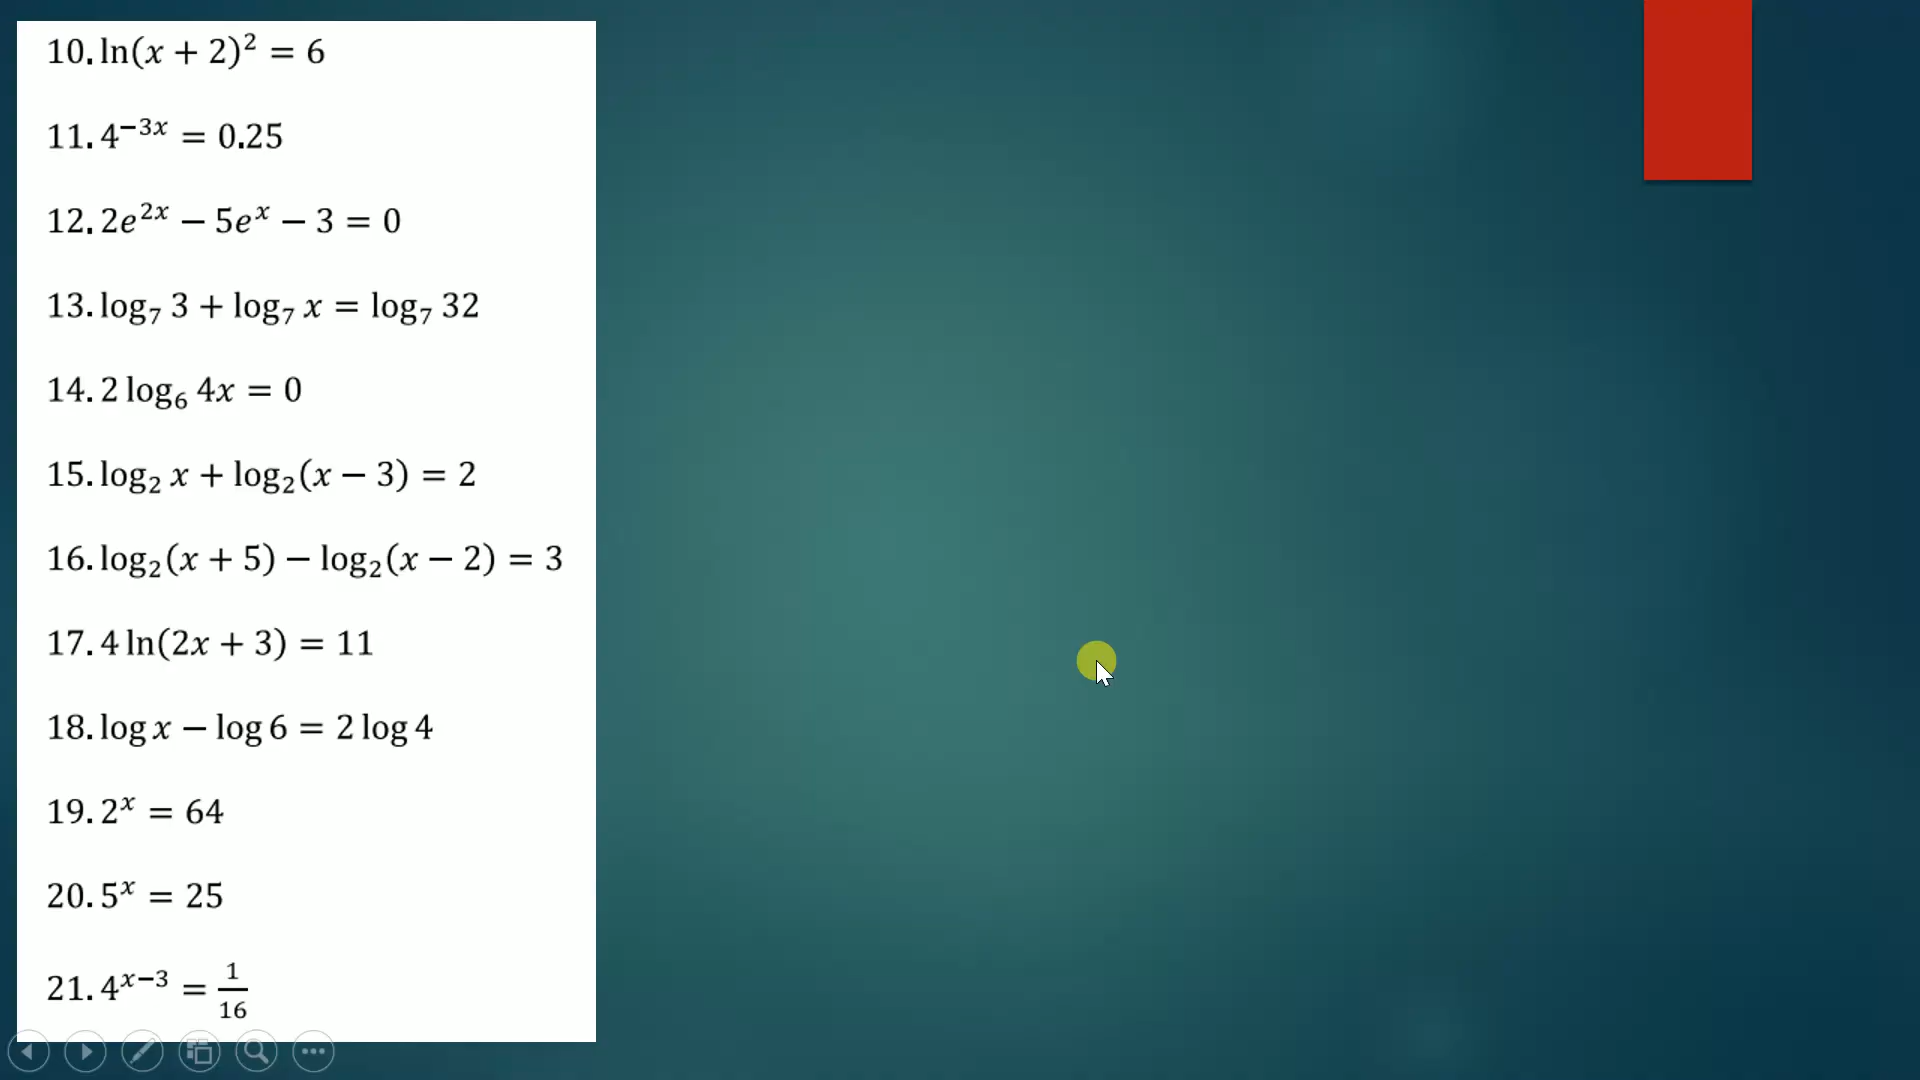 10. ln(x + 2)² = 6
11. 4⁻³ˣ = 0.25
12. 2e²ˣ − 5eˣ − 3 = 0
13. log₇ 3 + log₇ x = log₇ 32
14. 2 log₆ 4x = 0
15. log₂ x + log₂(x − 3) = 2
16. log₂(x + 5) − log₂(x − 2) = 3
17. 4 ln(2x + 3) = 11
18. log x − log 6 = 2 log 4
19. 2ˣ = 64
20. 5ˣ = 25
21. 4ˣ⁻³ = 1/16